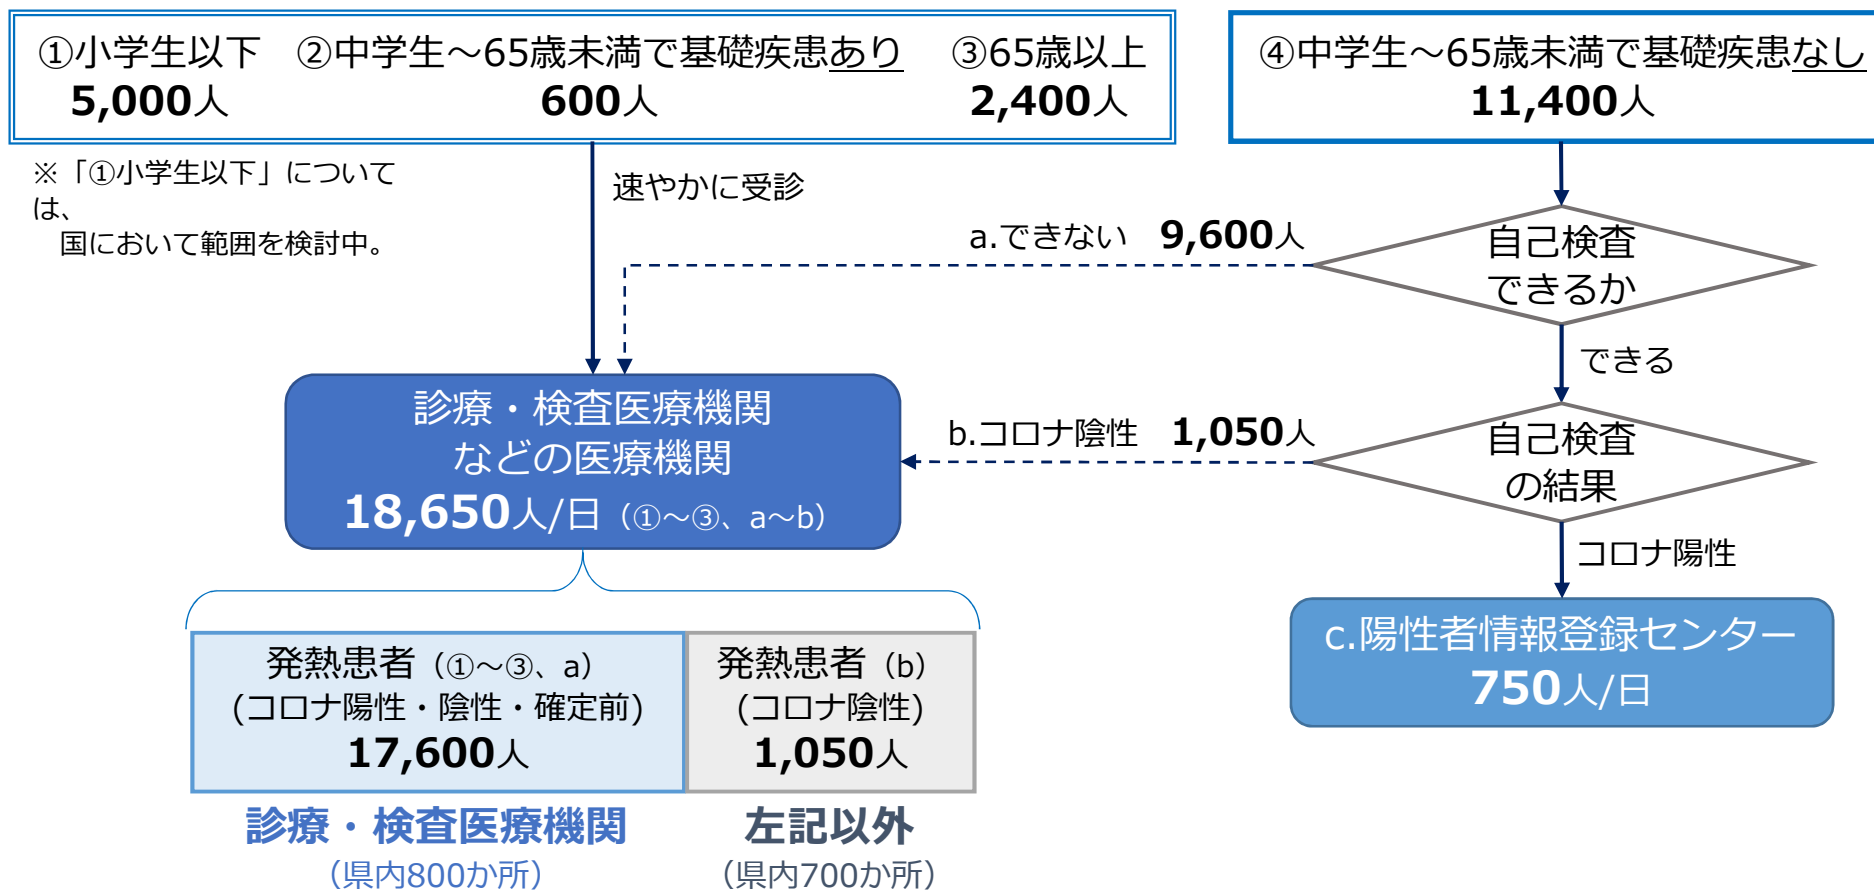 ①小学生以下
5,000人
②中学生～65歳未満で基礎疾患あり
600人
③65歳以上
2,400人
④中学生～65歳未満で基礎疾患なし
11,400人
※「①小学生以下」について
は、
国において範囲を検討中。
速やかに受診
a.できない 9,600人
自己検査
できるか
できる
診療・検査医療機関
などの医療機関
18,650人/日（①～③、a～b）
b.コロナ陰性 1,050人
自己検査
の結果
コロナ陽性
c.陽性者情報登録センター
750人/日
発熱患者（①～③、a）
(コロナ陽性・陰性・確定前)
17,600人
発熱患者（b）
(コロナ陰性)
1,050人
診療・検査医療機関
（県内800か所）
左記以外
（県内700か所）